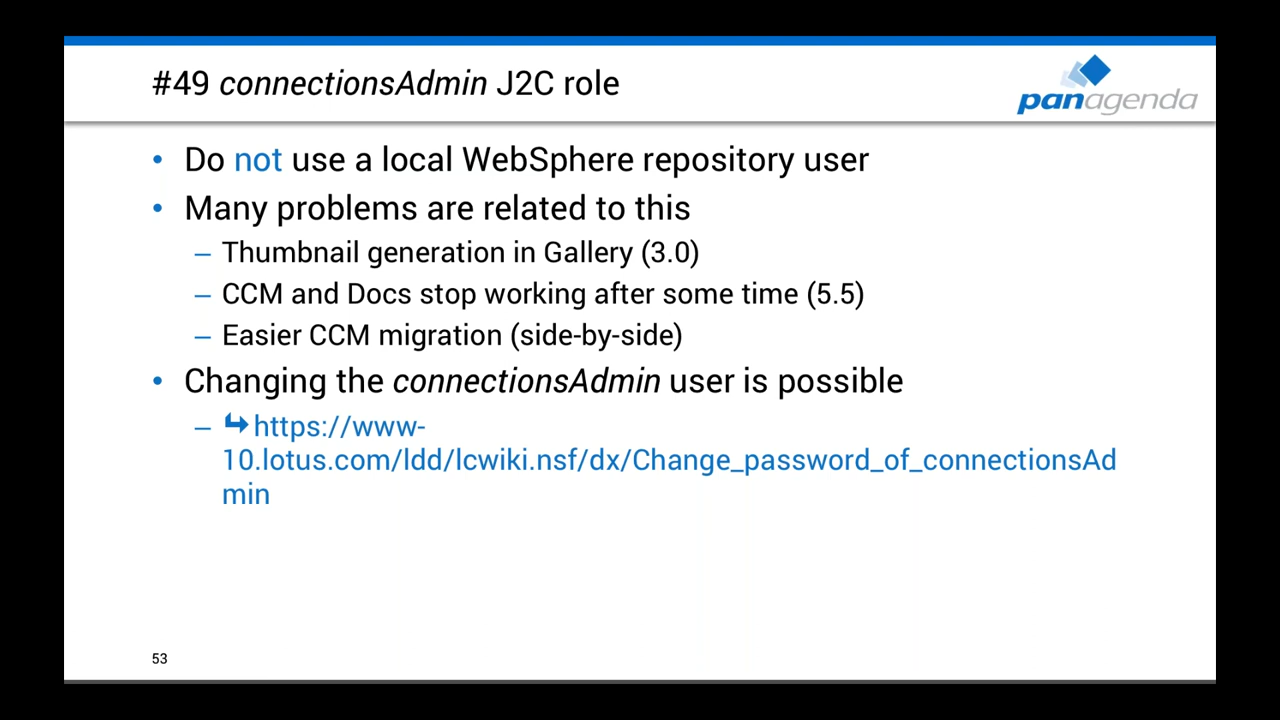 #49 connectionsAdmin J2C role
panagenda
• Do not use a local WebSphere repository user
• Many problems are related to this
– Thumbnail generation in Gallery (3.0)
– CCM and Docs stop working after some time (5.5)
– Easier CCM migration (side-by-side)
• Changing the connectionsAdmin user is possible
– ↳ https://www-
10.lotus.com/ldd/lcwiki.nsf/dx/Change_password_of_connectionsAd
min
53